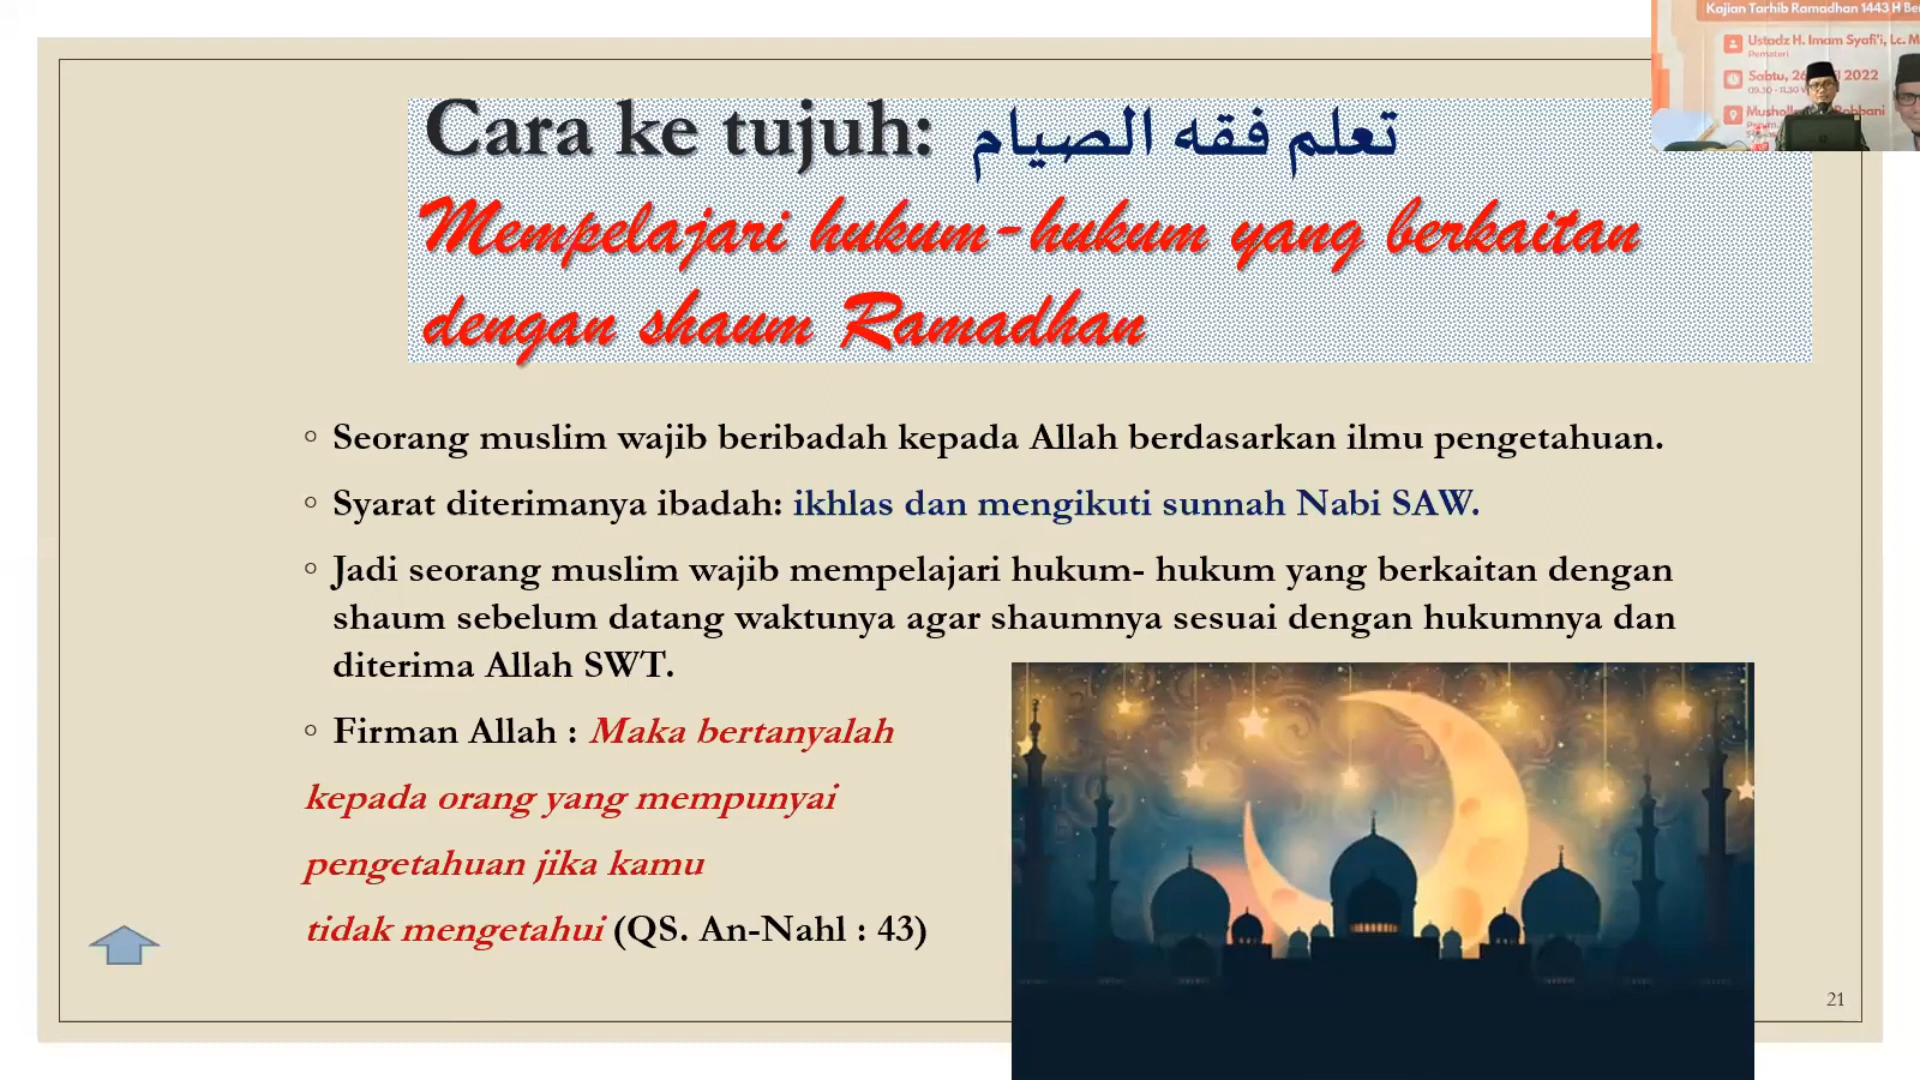 Kajian Tarhib Ramadhan 1443 H
Ustadz H. Imam Syafi'i, Lc.
Pemateri
Sabtu, 26 2022
Cara ke tujuh: تعلم فقه الصيام
Mempelajari hukum-hukum yang berkaitan
dengan shaum Ramadhan
◦ Seorang muslim wajib beribadah kepada Allah berdasarkan ilmu pengetahuan.
◦ Syarat diterimanya ibadah: ikhlas dan mengikuti sunnah Nabi SAW.
◦ Jadi seorang muslim wajib mempelajari hukum- hukum yang berkaitan dengan
shaum sebelum datang waktunya agar shaumnya sesuai dengan hukumnya dan
diterima Allah SWT.
◦ Firman Allah : Maka bertanyalah
kepada orang yang mempunyai
pengetahuan jika kamu
tidak mengetahui (QS. An-Nahl : 43)
21